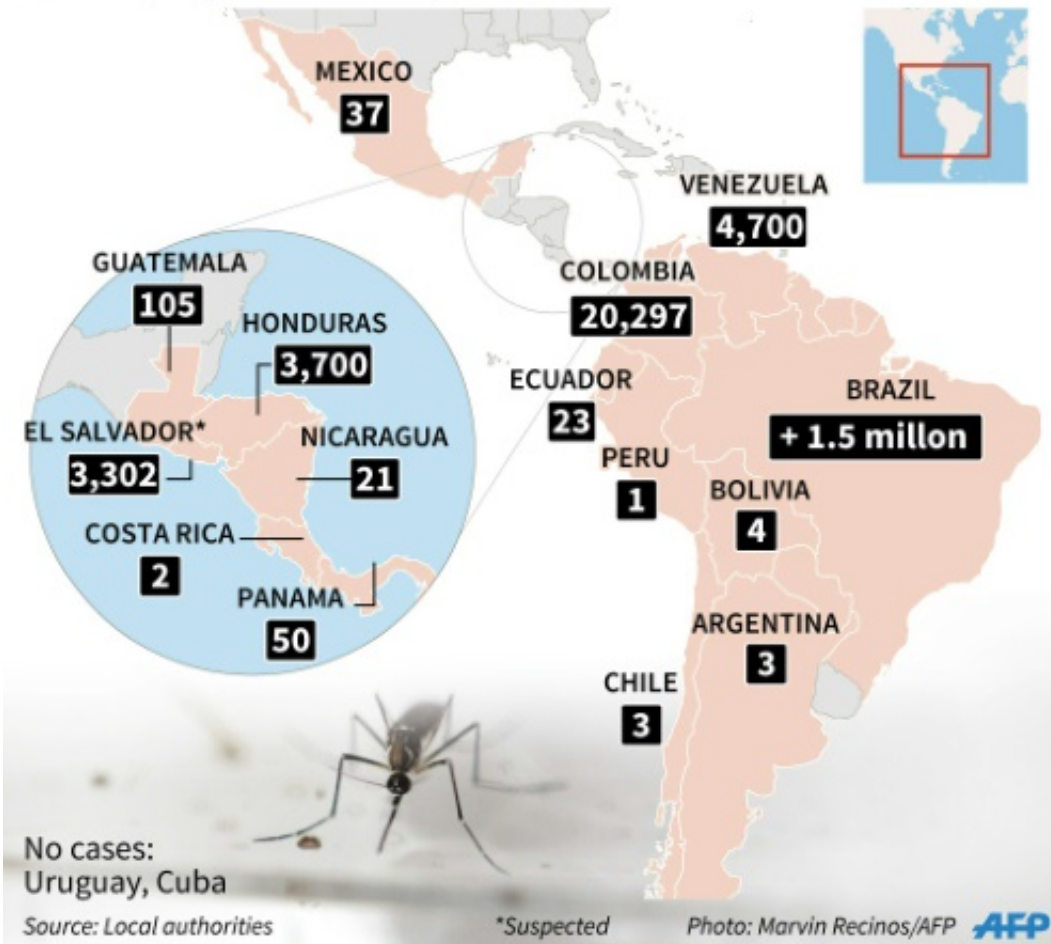 MEXICO
37
VENEZUELA
4,700
COLOMBIA
20,297
GUATEMALA
105
HONDURAS
3,700
ECUADOR
23
BRAZIL
+ 1.5 millon
EL SALVADOR*
3,302
NICARAGUA
21
PERU
1
BOLIVIA
4
COSTA RICA
2
PANAMA
50
ARGENTINA
3
CHILE
3
No cases:
Uruguay, Cuba
Source: Local authorities
*Suspected
Photo: Marvin Recinos/AFP
AFP